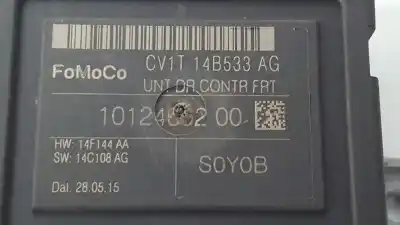 CV1T 14B533 AG
FoMoCo
UNT DR CONTR FRT
HW: 14F144 AA
SW: 14C108 AG
S0Y0B
Dat. 28.05.15